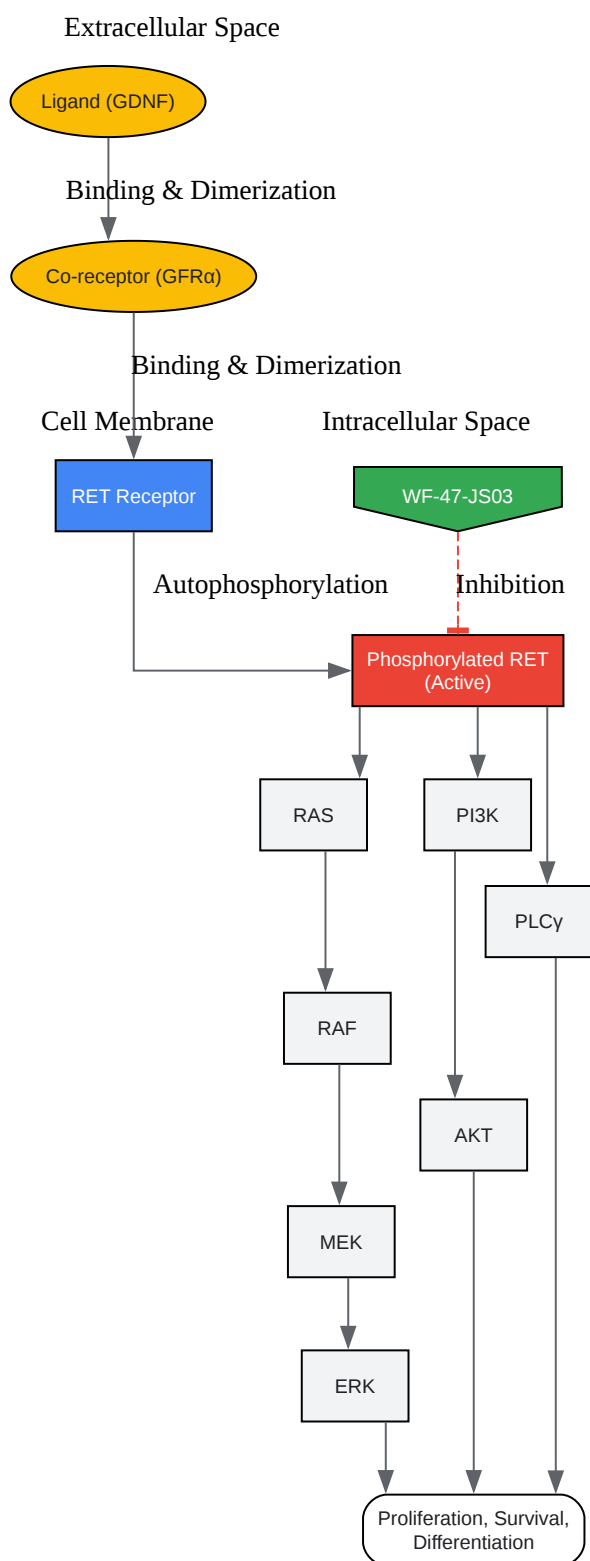 Extracellular Space
Ligand (GDNF)
Binding & Dimerization
Co-receptor (GFRα)
Binding & Dimerization
Cell Membrane
Intracellular Space
RET Receptor
WF-47-JS03
Autophosphorylation
Inhibition
Phosphorylated RET
(Active)
RAS
PI3K
PLCγ
RAF
AKT
MEK
ERK
Proliferation, Survival,
Differentiation